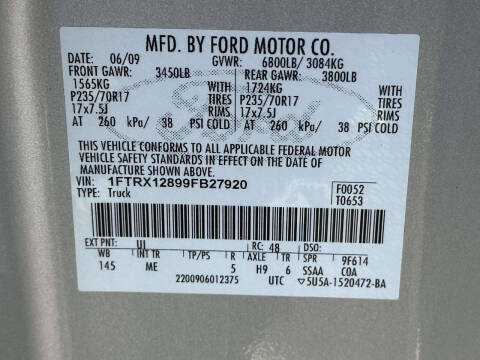 MFD. BY FORD MOTOR CO.
DATE: 06/09 GVWR: 6800LB/ 3084KG
FRONT GAWR: 3450LB REAR GAWR: 3800LB
1565KG WITH 1724KG WITH
P235/70R17 TIRES P235/70R17 TIRES
17x7.5J RIMS 17x7.5J RIMS
AT 260 kPa/ 38 PSI COLD AT 260 kPa/ 38 PSI COLD
THIS VEHICLE CONFORMS TO ALL APPLICABLE FEDERAL MOTOR
VEHICLE SAFETY STANDARDS IN EFFECT ON THE DATE OF
MANUFACTURE SHOWN ABOVE.
VIN: 1FTRX12899FB27920 F0052
TYPE: Truck T0653
EXT PNT: UI RC: 48 DSO:
WB INT TR TP/PS R AXLE TR SPR 9F614
145 ME 5 H9 6 SSAA COA
2200906012375 UTC ▽5U5A-1520472-BA